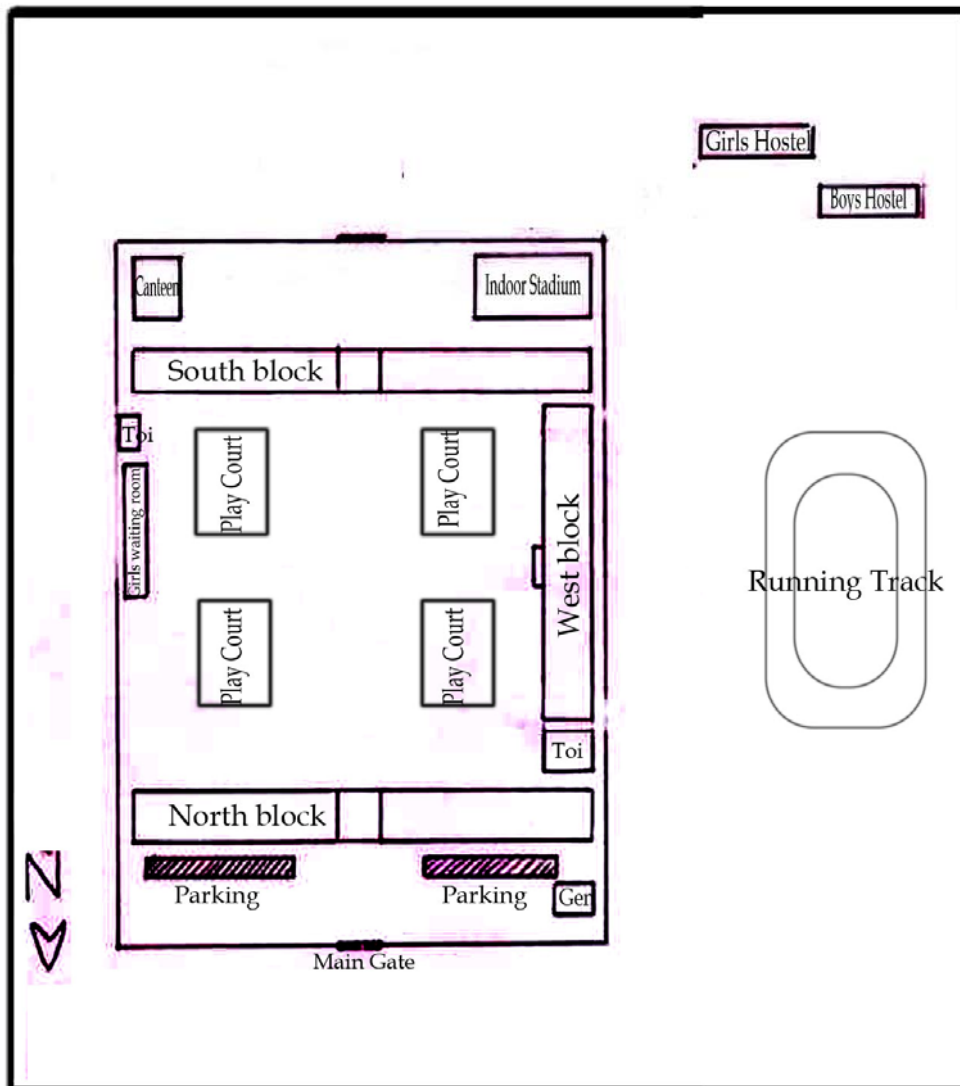 Girls Hostel
Boys Hostel
Canteen
Indoor Stadium
South block
Toi
Play Court
Play Court
Girls waiting room
West block
Running Track
Play Court
Play Court
Toi
North block
N
Parking
Parking
Gen
Main Gate